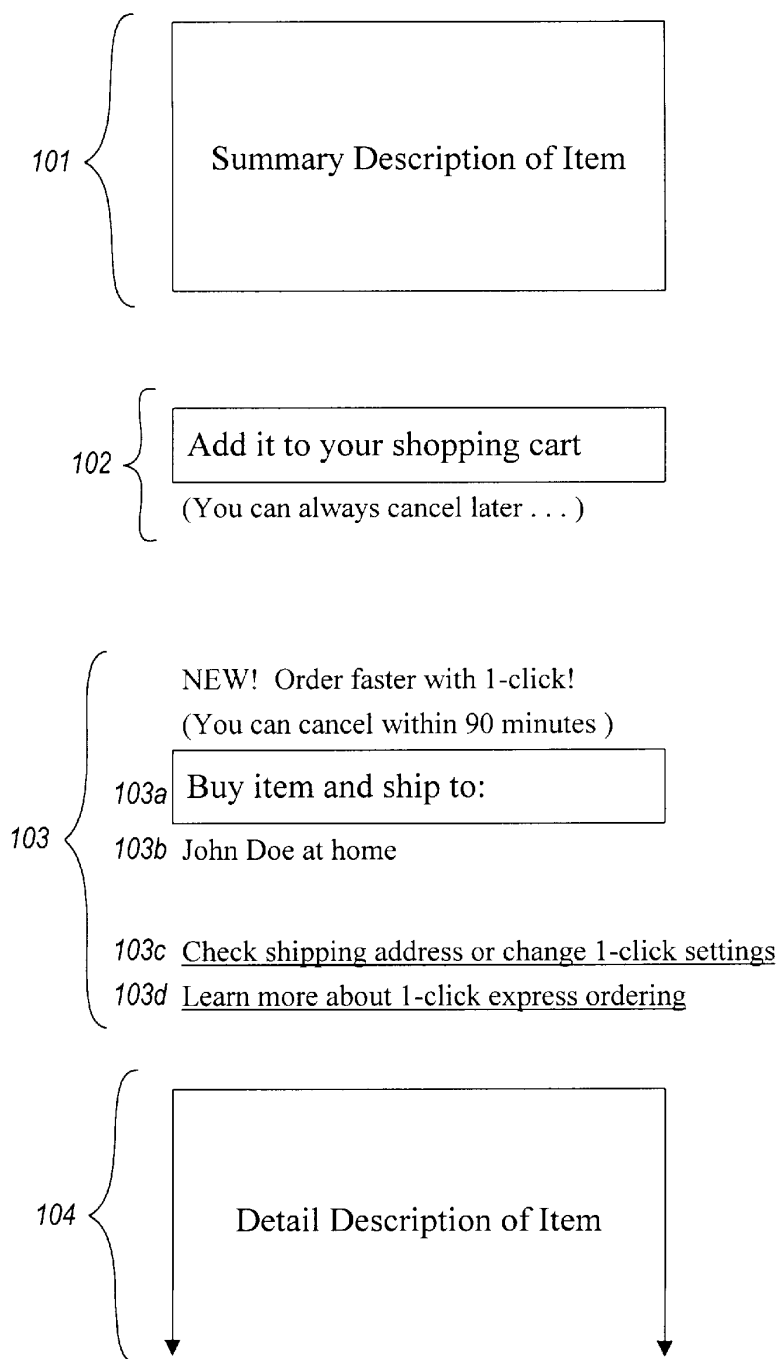 101 Summary Description of Item
102 Add it to your shopping cart
(You can always cancel later . . . )
103
NEW! Order faster with 1-click!
(You can cancel within 90 minutes )
103a Buy item and ship to:
103b John Doe at home
103c Check shipping address or change 1-click settings
103d Learn more about 1-click express ordering
104 Detail Description of Item